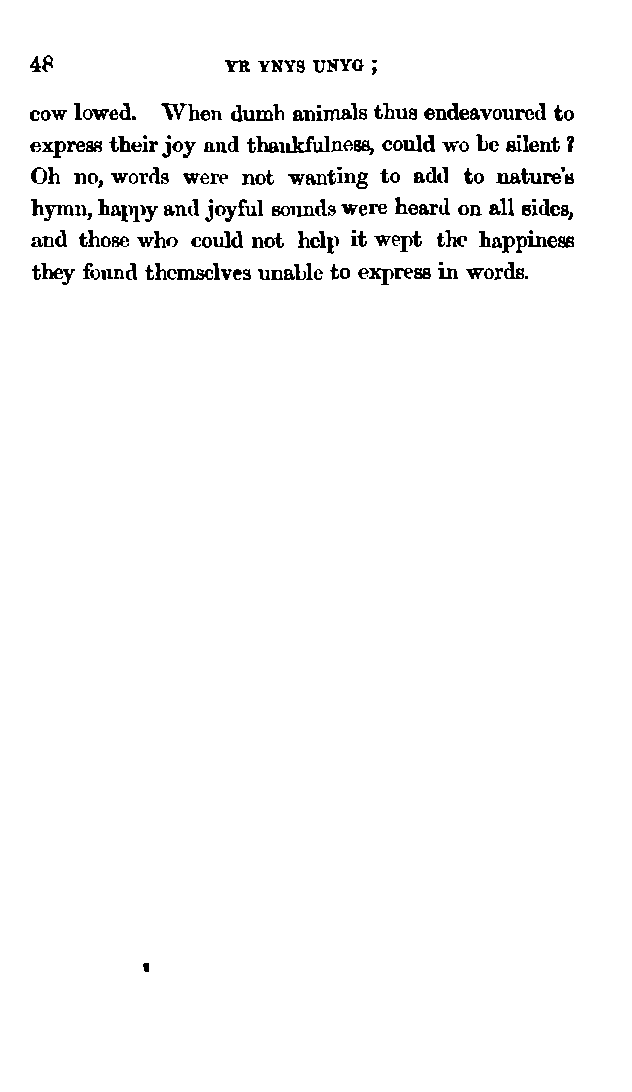 48 YR YNYS UNYG ;
cow lowed. When dumb animals thus endeavoured to
express their joy and thankfulness, could we be silent ?
Oh no, words were not wanting to add to nature's
hymn, happy and joyful sounds were heard on all sides,
and those who could not help it wept the happiness
they found themselves unable to express in words.